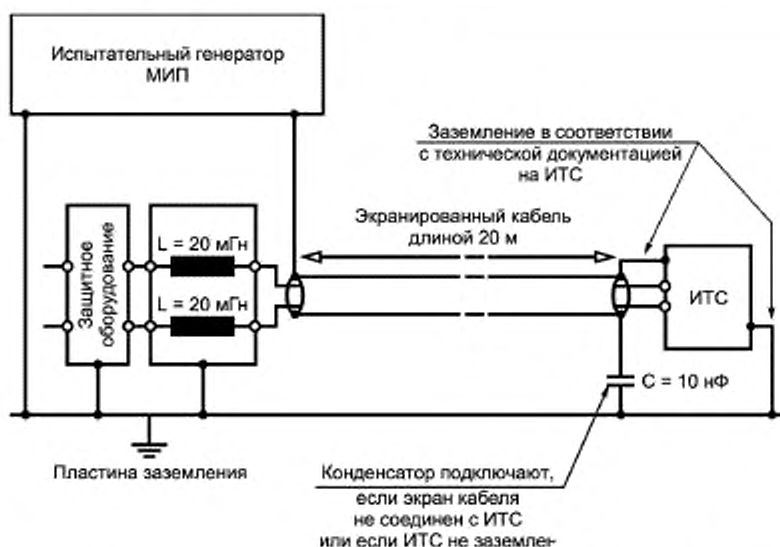 Испытательный генератор
МИП
Заземление в соответствии
с технической документацией
на ИТС
Экранированный кабель
длиной 20 м
Защитное
оборудование
L = 20 мГн
L = 20 мГн
ИТС
C = 10 нФ
Пластина заземления
Конденсатор подключают,
если экран кабеля
не соединен с ИТС
или если ИТС не заземлен